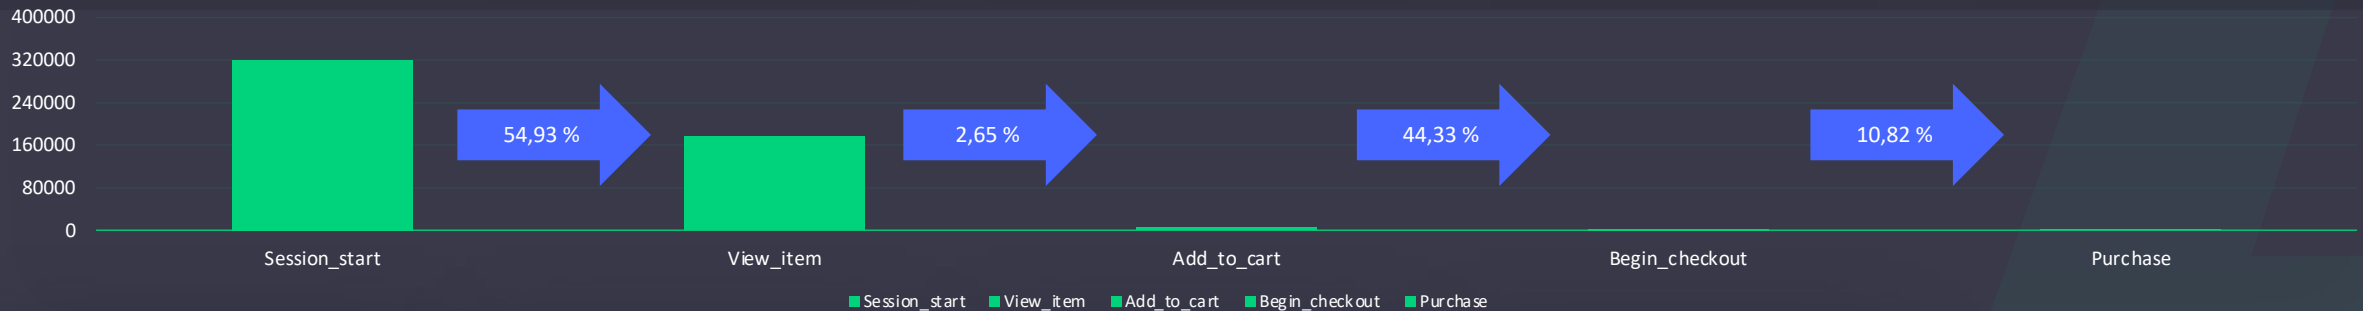 400000
320000
240000
160000
80000
0
54,93 %
2,65 %
44,33 %
10,82 %
Session_start
View_item
Add_to_cart
Begin_checkout
Purchase
Session_start View_item Add_to_cart Begin_checkout Purchase